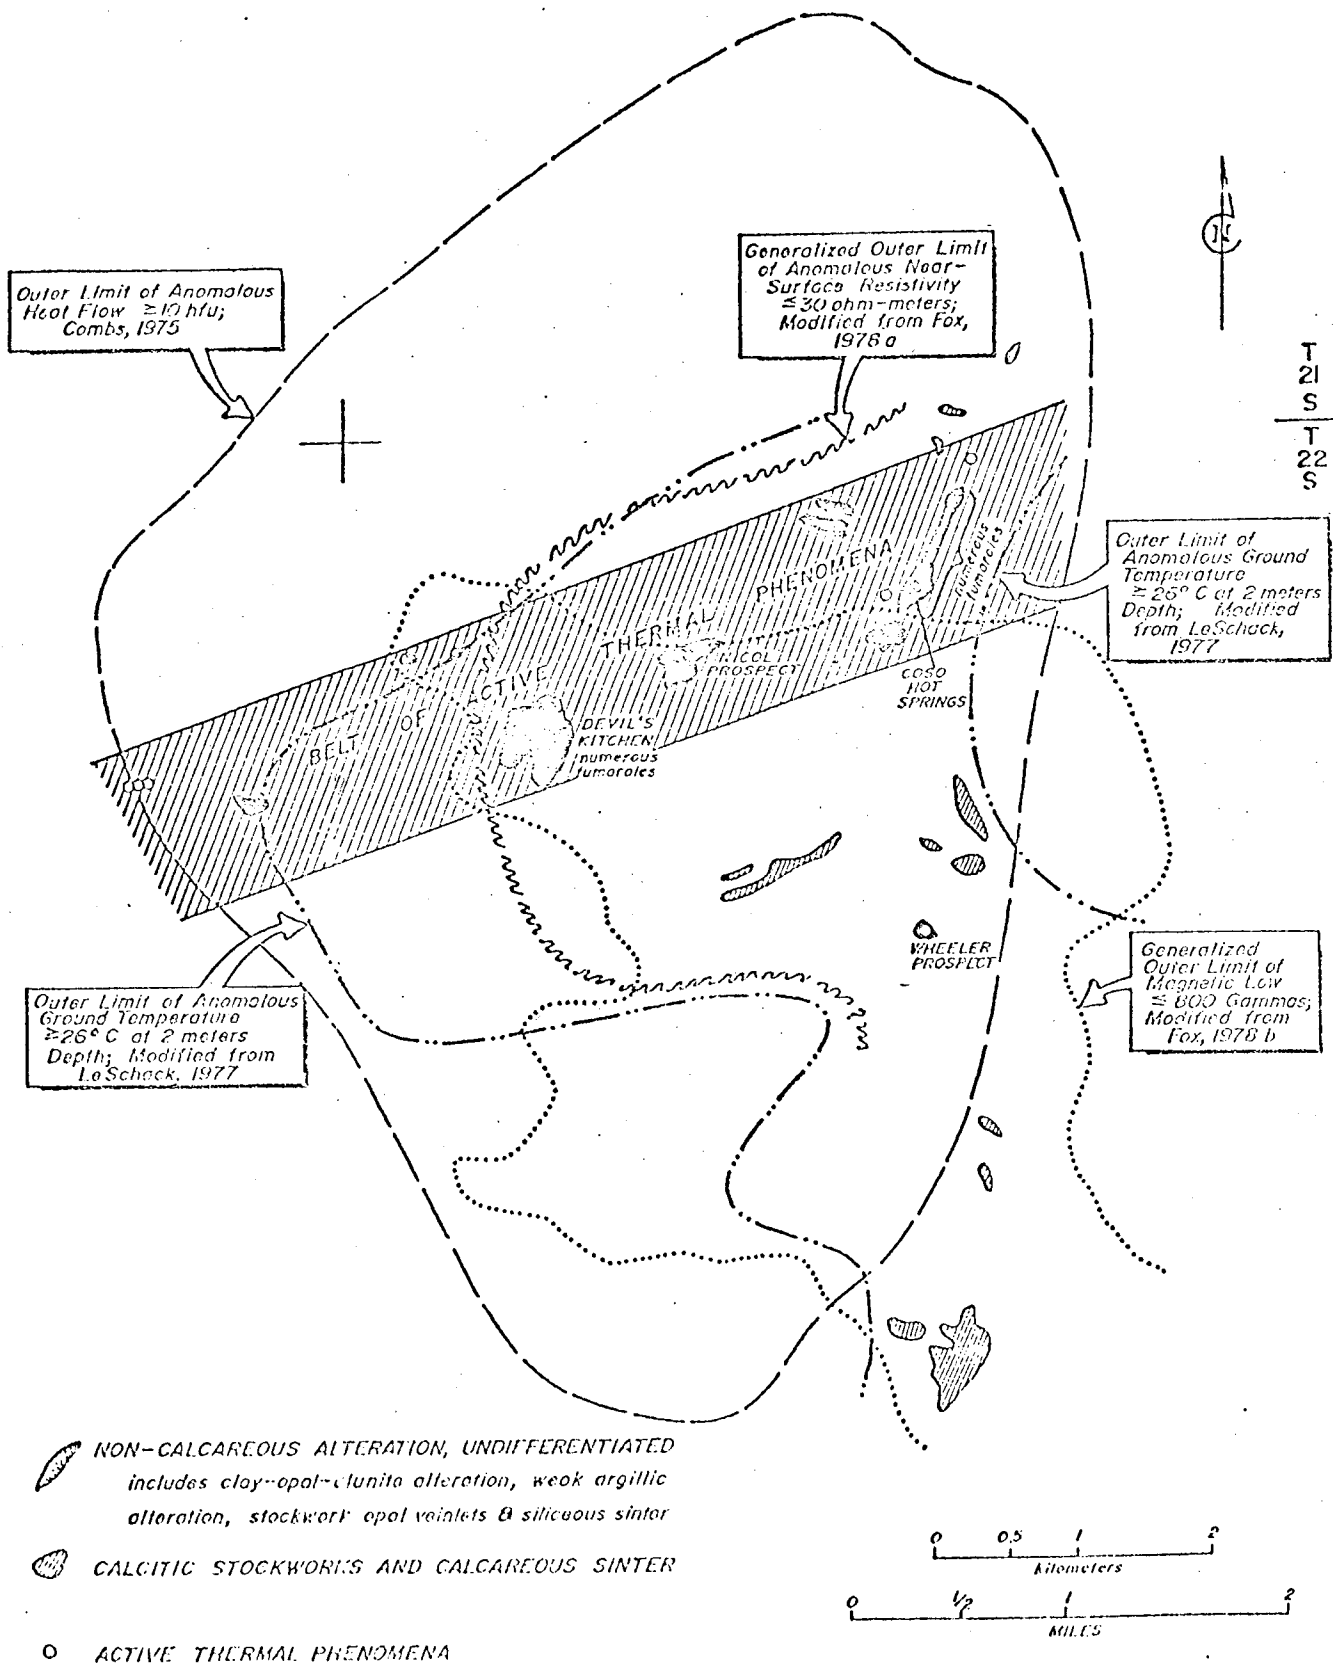 Outer Limit of Anomalous
Heat Flow ≥10 hfu;
Combs, 1975
Generalized Outer Limit
of Anomalous Near-
Surface Resistivity
≤30 ohm-meters;
Modified from Fox,
1978a
N
T
21
S
T
22
S
Outer Limit of
Anomalous Ground
Temperature
≥26° C at 2 meters
Depth; Modified
from LeSchack,
1977
numerous
fumaroles
BELT OF ACTIVE THERMAL PHENOMENA
NICOL
PROSPECT
COSO
HOT
SPRINGS
DEVIL'S
KITCHEN
numerous
fumaroles
WHEELER
PROSPECT
Generalized
Outer Limit of
Magnetic Low
≤ 800 Gammas;
Modified from
Fox, 1978 b
Outer Limit of Anomalous
Ground Temperature
≥26° C at 2 meters
Depth; Modified from
LeSchack, 1977
NON-CALCAREOUS ALTERATION, UNDIFFERENTIATED
includes clay-opal-alunite alteration, weak argillic
alteration, stockwork opal veinlets & siliceous sinter
CALCITIC STOCKWORKS AND CALCAREOUS SINTER
ACTIVE THERMAL PHENOMENA
0 0.5 1 2
Kilometers
0 1/2 1 2
MILES